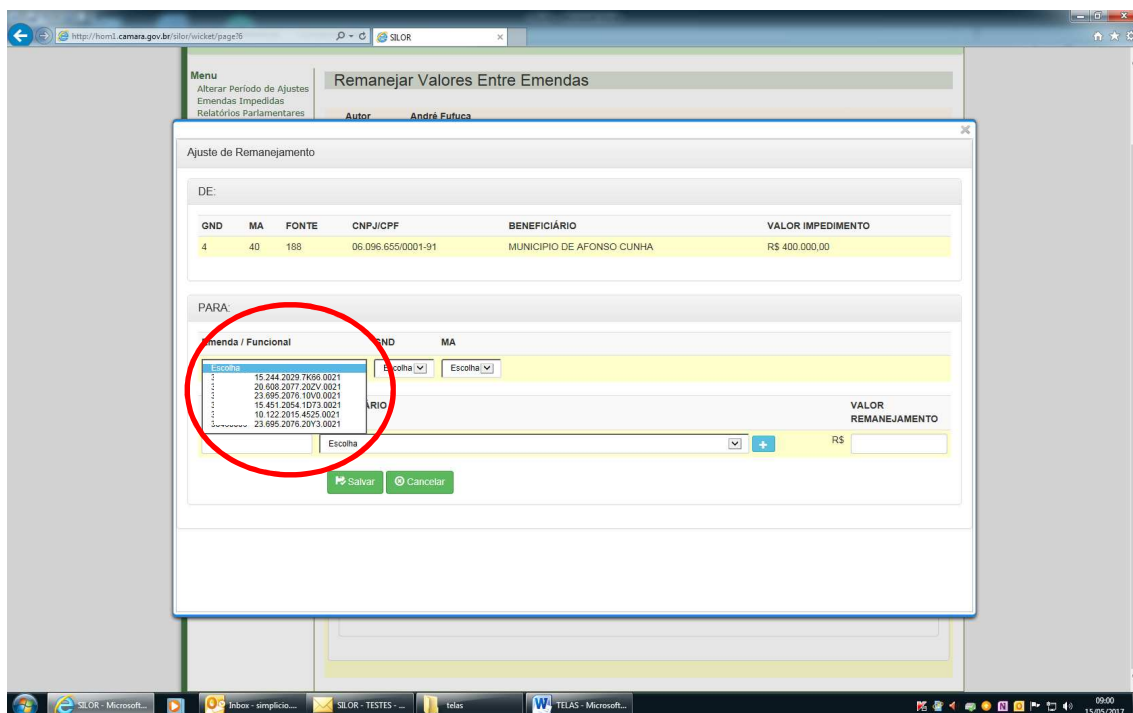 http://hom1.camara.gov.br/silor/wicket/page?6
SILOR
Menu
Alterar Período de Ajustes
Emendas Impedidas
Relatórios Parlamentares
Remanejar Valores Entre Emendas
Autor André Fufuca
Ajuste de Remanejamento
DE:
GND MA FONTE CNPJ/CPF BENEFICIÁRIO VALOR IMPEDIMENTO
4 40 188 06.096.655/0001-91 MUNICIPIO DE AFONSO CUNHA R$ 400.000,00
PARA:
Emenda / Funcional GND MA
Escolha Escolha Escolha
15.244.2029.7K66.0021
20.608.2077.20ZV.0021
23.695.2076.10V0.0021
15.451.2054.1D73.0021
10.122.2015.4525.0021
23.695.2076.20Y3.0021
ÁRIO VALOR REMANEJAMENTO
Escolha + R$
Salvar Cancelar
SILOR - Microsoft... Inbox - simplicio.... SILOR - TESTES - ... telas TELAS - Microsoft...
09:00
15/05/2017